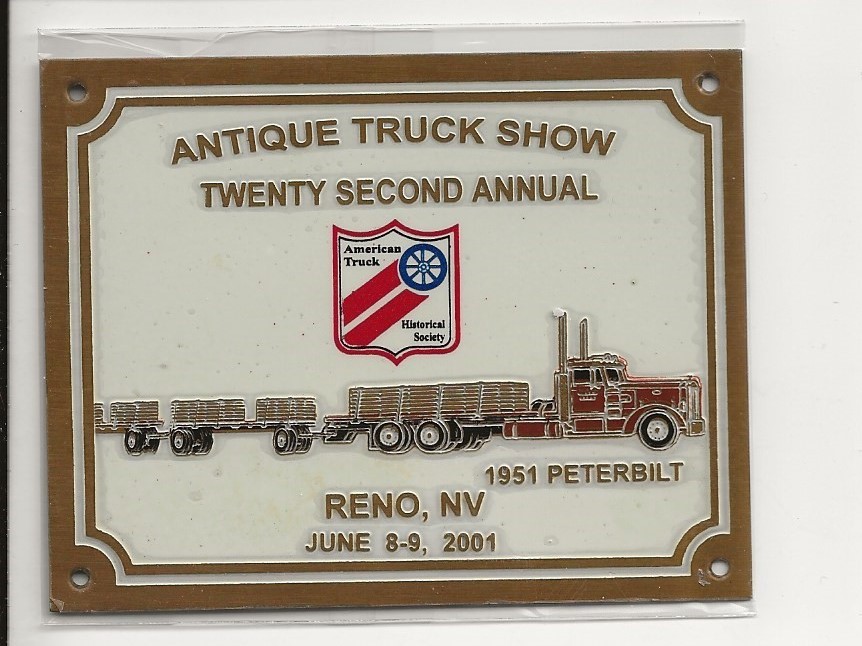 ANTIQUE TRUCK SHOW
TWENTY SECOND ANNUAL
American
Truck
Historical
Society
1951 PETERBILT
RENO, NV
JUNE 8-9, 2001